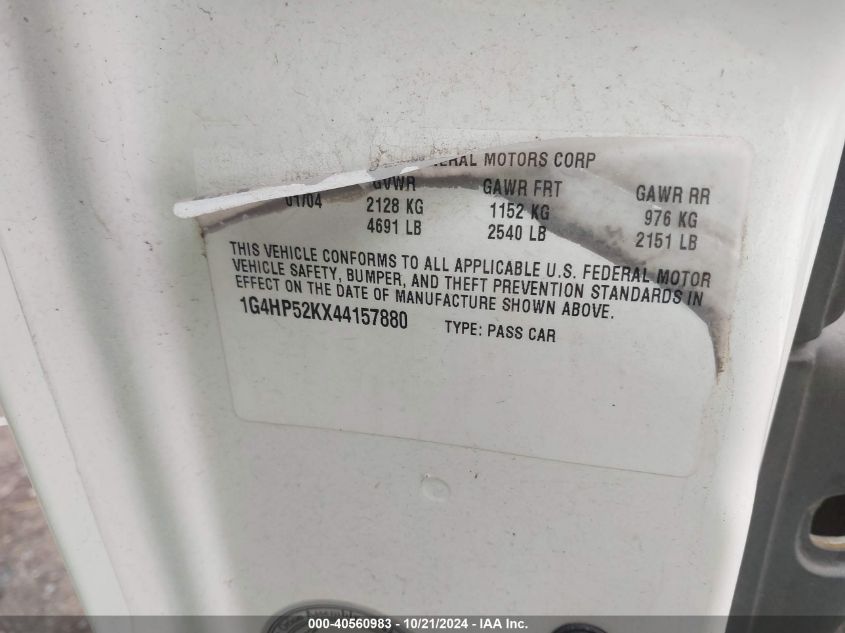 MOTORS CORP
01/04 GVWR GAWR FRT GAWR RR
2128 KG 1152 KG 976 KG
4691 LB 2540 LB 2151 LB
THIS VEHICLE CONFORMS TO ALL APPLICABLE U.S. FEDERAL MOTOR
VEHICLE SAFETY, BUMPER, AND THEFT PREVENTION STANDARDS IN
EFFECT ON THE DATE OF MANUFACTURE SHOWN ABOVE.
1G4HP52KX44157880 TYPE: PASS CAR
000-40560983 / 10/21/2024 - IAA Inc.